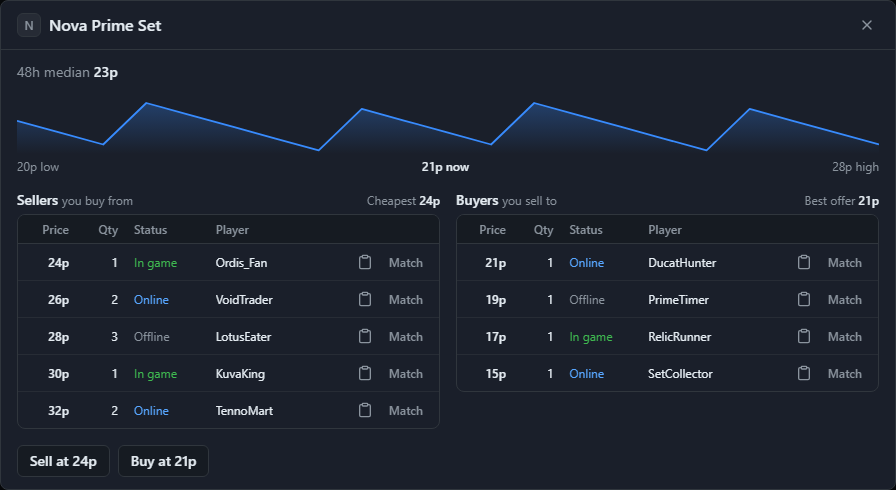 N Nova Prime Set
48h median 23p
20p low 21p now 28p high
Sellers you buy from Cheapest 24p
Price Qty Status Player
24p 1 In game Ordis_Fan Match
26p 2 Online VoidTrader Match
28p 3 Offline LotusEater Match
30p 1 In game KuvaKing Match
32p 2 Online TennoMart Match
Buyers you sell to Best offer 21p
Price Qty Status Player
21p 1 Online DucatHunter Match
19p 1 Offline PrimeTimer Match
17p 1 In game RelicRunner Match
15p 1 Online SetCollector Match
Sell at 24p Buy at 21p